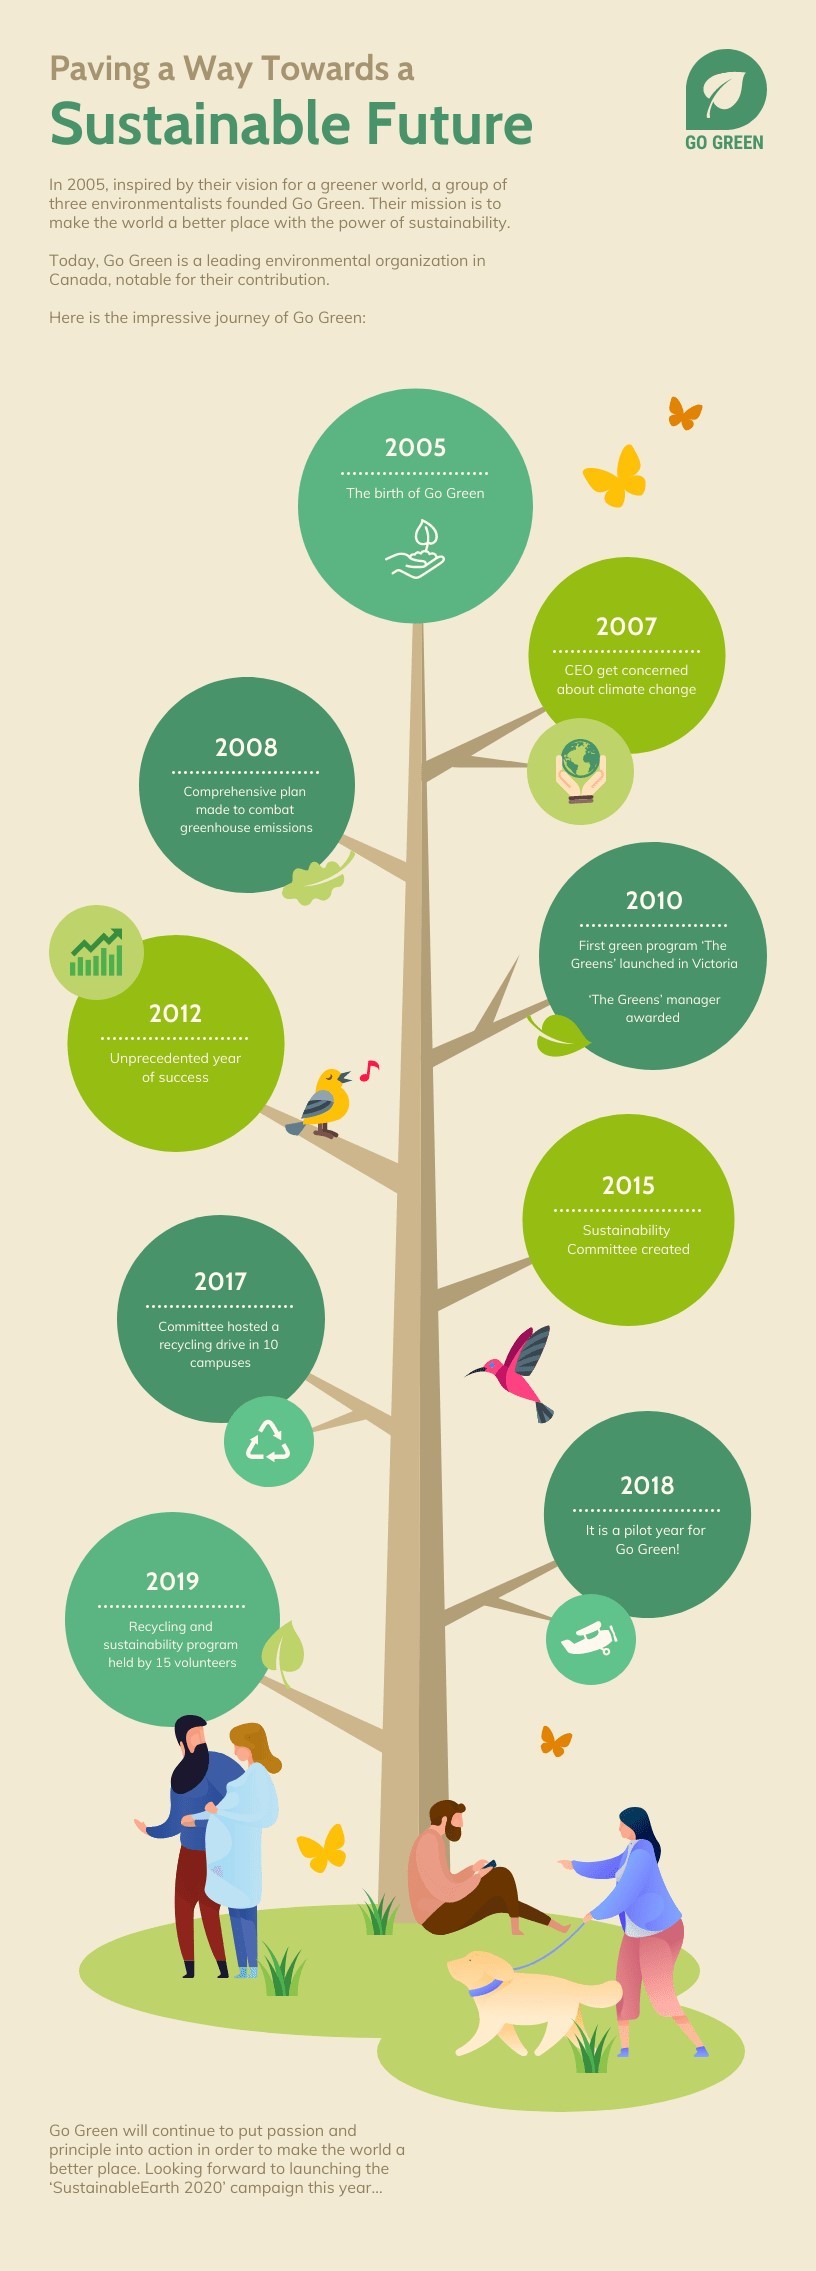 Paving a Way Towards a
Sustainable Future
GO GREEN
In 2005, inspired by their vision for a greener world, a group of
three environmentalists founded Go Green. Their mission is to
make the world a better place with the power of sustainability.
Today, Go Green is a leading environmental organization in
Canada, notable for their contribution.
Here is the impressive journey of Go Green:
2005
The birth of Go Green
2007
CEO get concerned
about climate change
2008
Comprehensive plan
made to combat
greenhouse emissions
2010
First green program ‘The
Greens’ launched in Victoria
‘The Greens’ manager
awarded
2012
Unprecedented year
of success
2015
Sustainability
Committee created
2017
Committee hosted a
recycling drive in 10
campuses
2018
It is a pilot year for
Go Green!
2019
Recycling and
sustainability program
held by 15 volunteers
Go Green will continue to put passion and
principle into action in order to make the world a
better place. Looking forward to launching the
‘SustainableEarth 2020’ campaign this year...